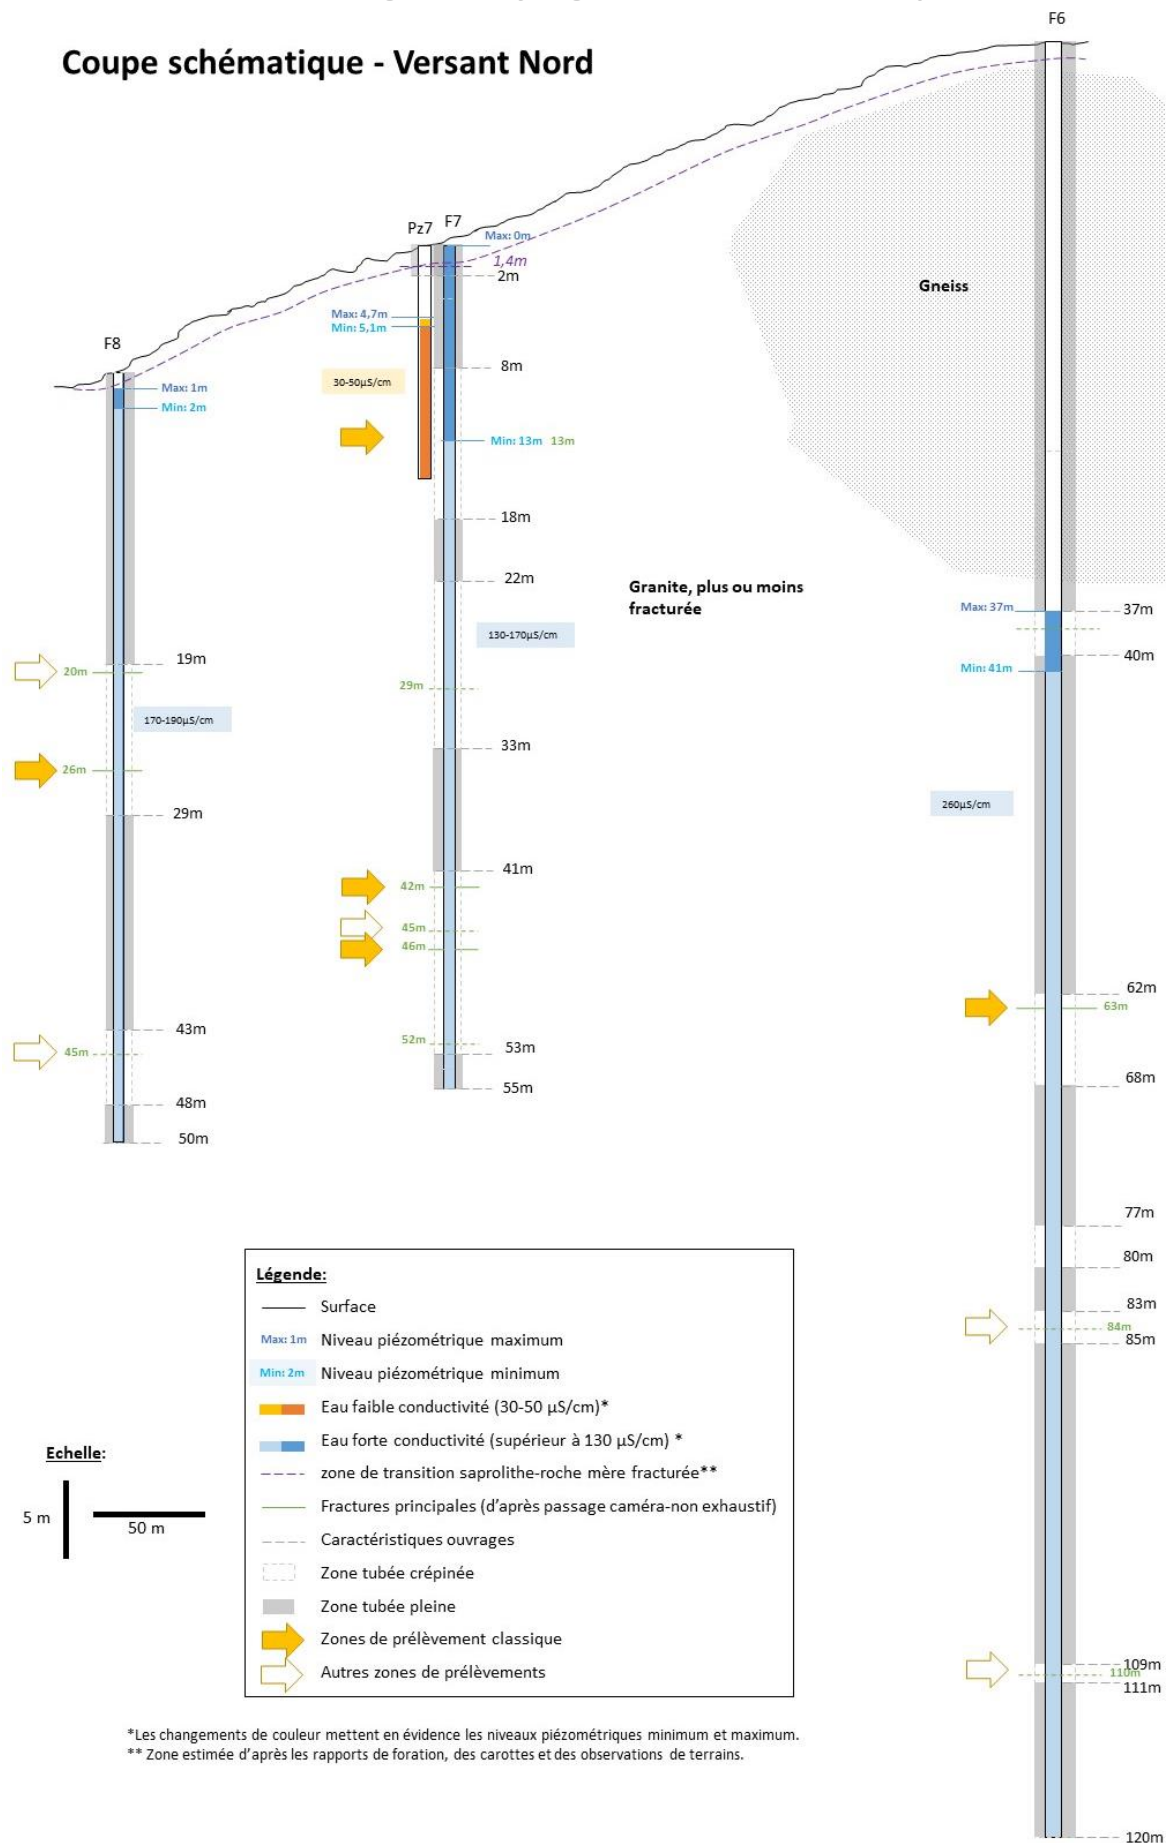 F6
Coupe schématique - Versant Nord
Pz7
F7
Max: 0m
1,4m
2m
Gneiss
Max: 4,7m
Min: 5,1m
F8
8m
30-50µS/cm
Max: 1m
Min: 2m
Min: 13m 13m
18m
22m
Granite, plus ou moins
fracturée
Max: 37m
37m
130-170µS/cm
19m
40m
20m
Min: 41m
29m
170-190µS/cm
33m
26m
260µS/cm
29m
41m
42m
45m
46m
62m
63m
43m
52m
53m
45m
68m
55m
48m
50m
77m
80m
83m
84m
85m
Légende:
Surface
Max: 1m Niveau piézométrique maximum
Min: 2m Niveau piézométrique minimum
Eau faible conductivité (30-50 µS/cm)*
Eau forte conductivité (supérieur à 130 µS/cm) *
zone de transition saprolithe-roche mère fracturée**
Fractures principales (d'après passage caméra-non exhaustif)
Caractéristiques ouvrages
Zone tubée crépinée
Zone tubée pleine
Zones de prélèvement classique
Autres zones de prélèvements
Echelle:
5 m
50 m
109m
110m
111m
*Les changements de couleur mettent en évidence les niveaux piézométriques minimum et maximum.
** Zone estimée d'après les rapports de foration, des carottes et des observations de terrains.
120m